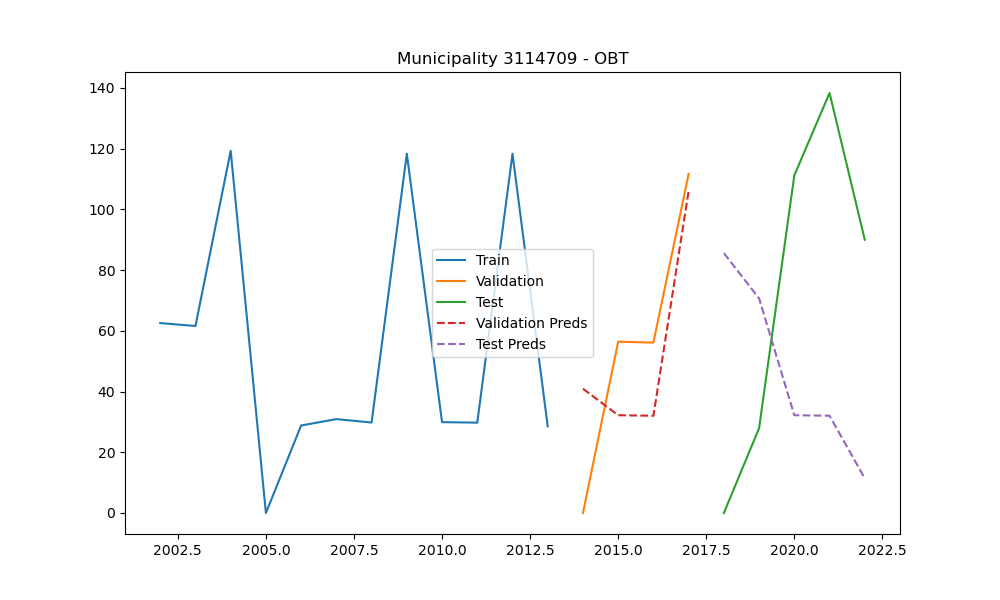 Municipality 3114709 - OBT
140
120
100
80
60
40
20
0
Train
Validation
Test
Validation Preds
Test Preds
2002.5 2005.0 2007.5 2010.0 2012.5 2015.0 2017.5 2020.0 2022.5